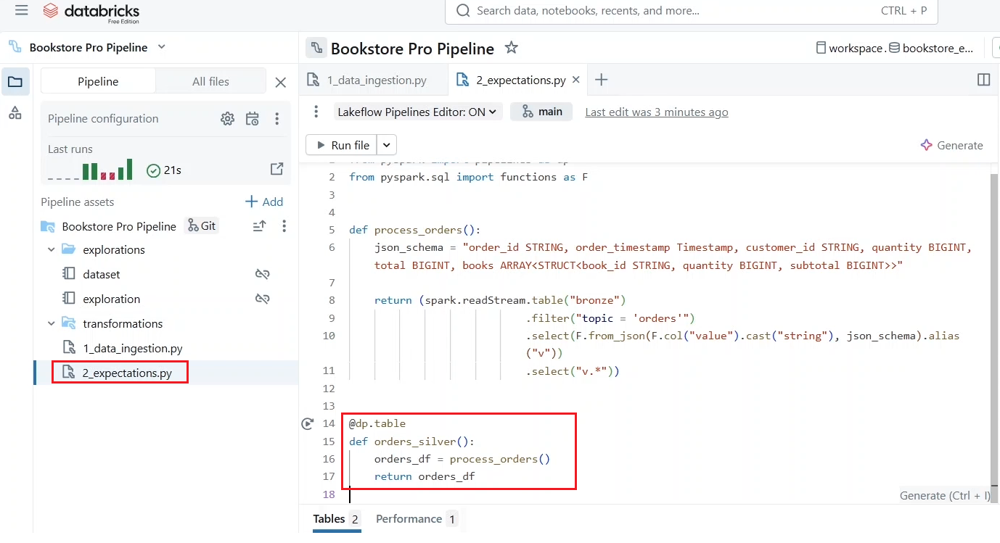 databricks
Free Edition
Search data, notebooks, recents, and more...
CTRL + P
Bookstore Pro Pipeline
Bookstore Pro Pipeline
workspace.
bookstore_e...
Pipeline
All files
1_data_ingestion.py
2_expectations.py
Pipeline configuration
Lakeflow Pipelines Editor: ON
main
Last edit was 3 minutes ago
Last runs
21s
Run file
Generate
Pipeline assets
Add
Bookstore Pro Pipeline
Git
explorations
dataset
exploration
transformations
1_data_ingestion.py
2_expectations.py
2 from pyspark.sql import functions as F
3
4
5 def process_orders():
6 json_schema = "order_id STRING, order_timestamp Timestamp, customer_id STRING, quantity BIGINT,
total BIGINT, books ARRAY<STRUCT<book_id STRING, quantity BIGINT, subtotal BIGINT>>"
7
8 return (spark.readStream.table("bronze")
9 .filter("topic = 'orders'")
10 .select(F.from_json(F.col("value").cast("string"), json_schema).alias
("v"))
11 .select("v.*"))
12
13
14 @dp.table
15 def orders_silver():
16 orders_df = process_orders()
17 return orders_df
18
Generate (Ctrl + I)
Tables 2
Performance 1